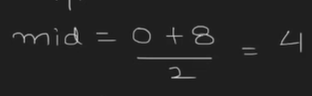 mid = 0 + 8 / 2 = 4